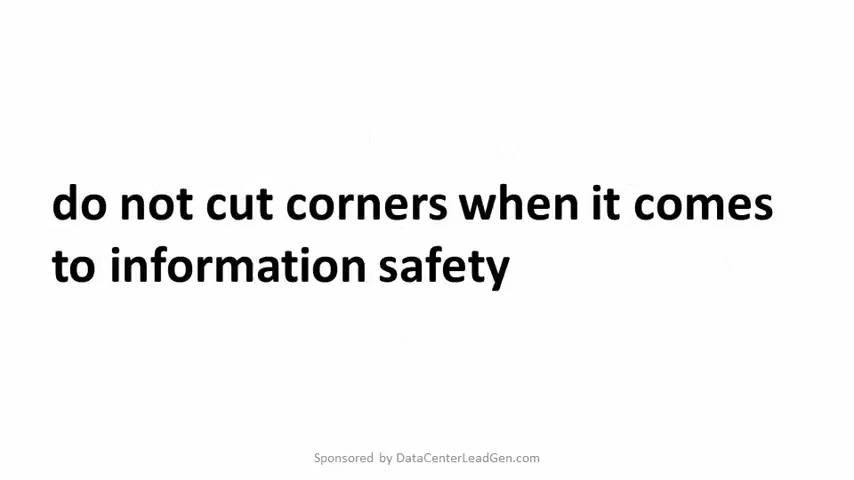 do not cut corners when it comes
to information safety
Sponsored by DataCenterLeadGen.com